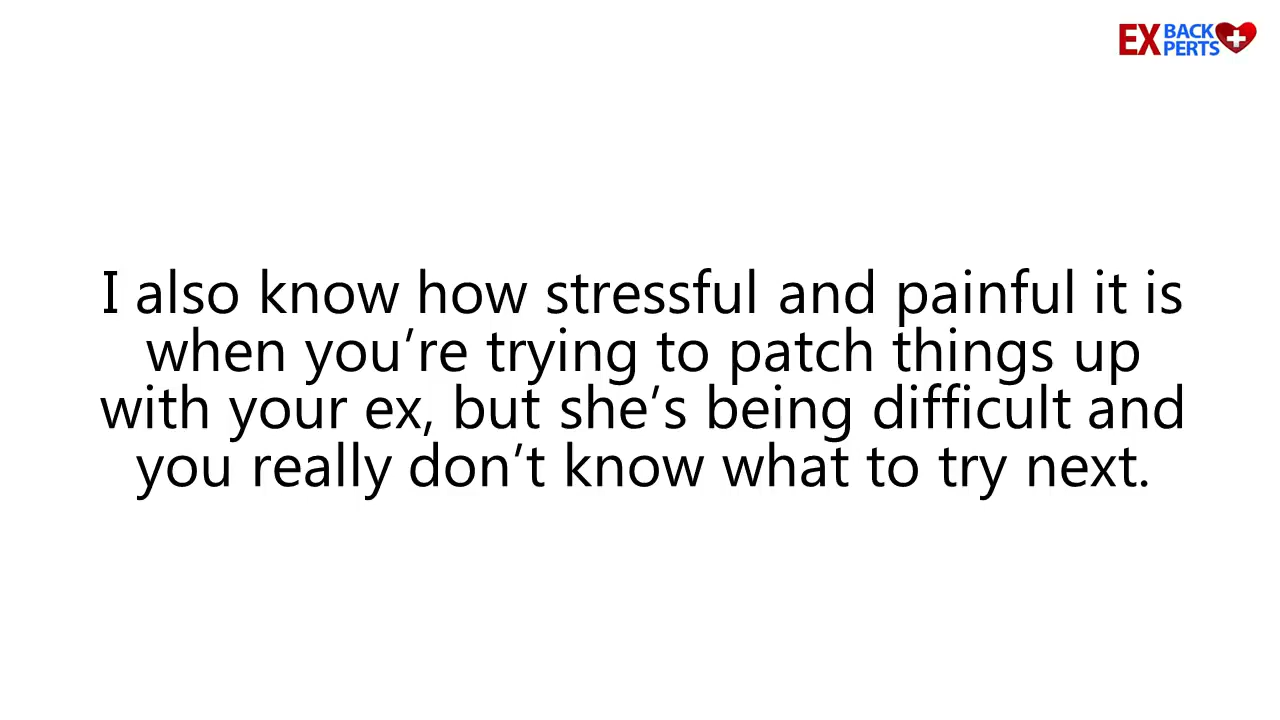 EX BACK
PERTS
I also know how stressful and painful it is
when you’re trying to patch things up
with your ex, but she’s being difficult and
you really don’t know what to try next.